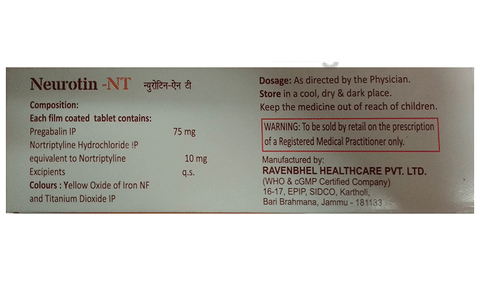 Neurotin -NT न्युरोटिन-ऐन टी
Composition:
Each film coated tablet contains:
Pregabalin IP 75 mg
Nortriptyline Hydrochloride IP
equivalent to Nortriptyline 10 mg
Excipients q.s.
Colours : Yellow Oxide of Iron NF
and Titanium Dioxide IP
Dosage: As directed by the Physician.
Store in a cool, dry & dark place.
Keep the medicine out of reach of children.
WARNING: To be sold by retail on the prescription
of a Registered Medical Practitioner only.
Manufactured by:
RAVENBHEL HEALTHCARE PVT. LTD.
(WHO & cGMP Certified Company)
16-17, EPIP, SIDCO, Kartholi,
Bari Brahmana, Jammu - 181133